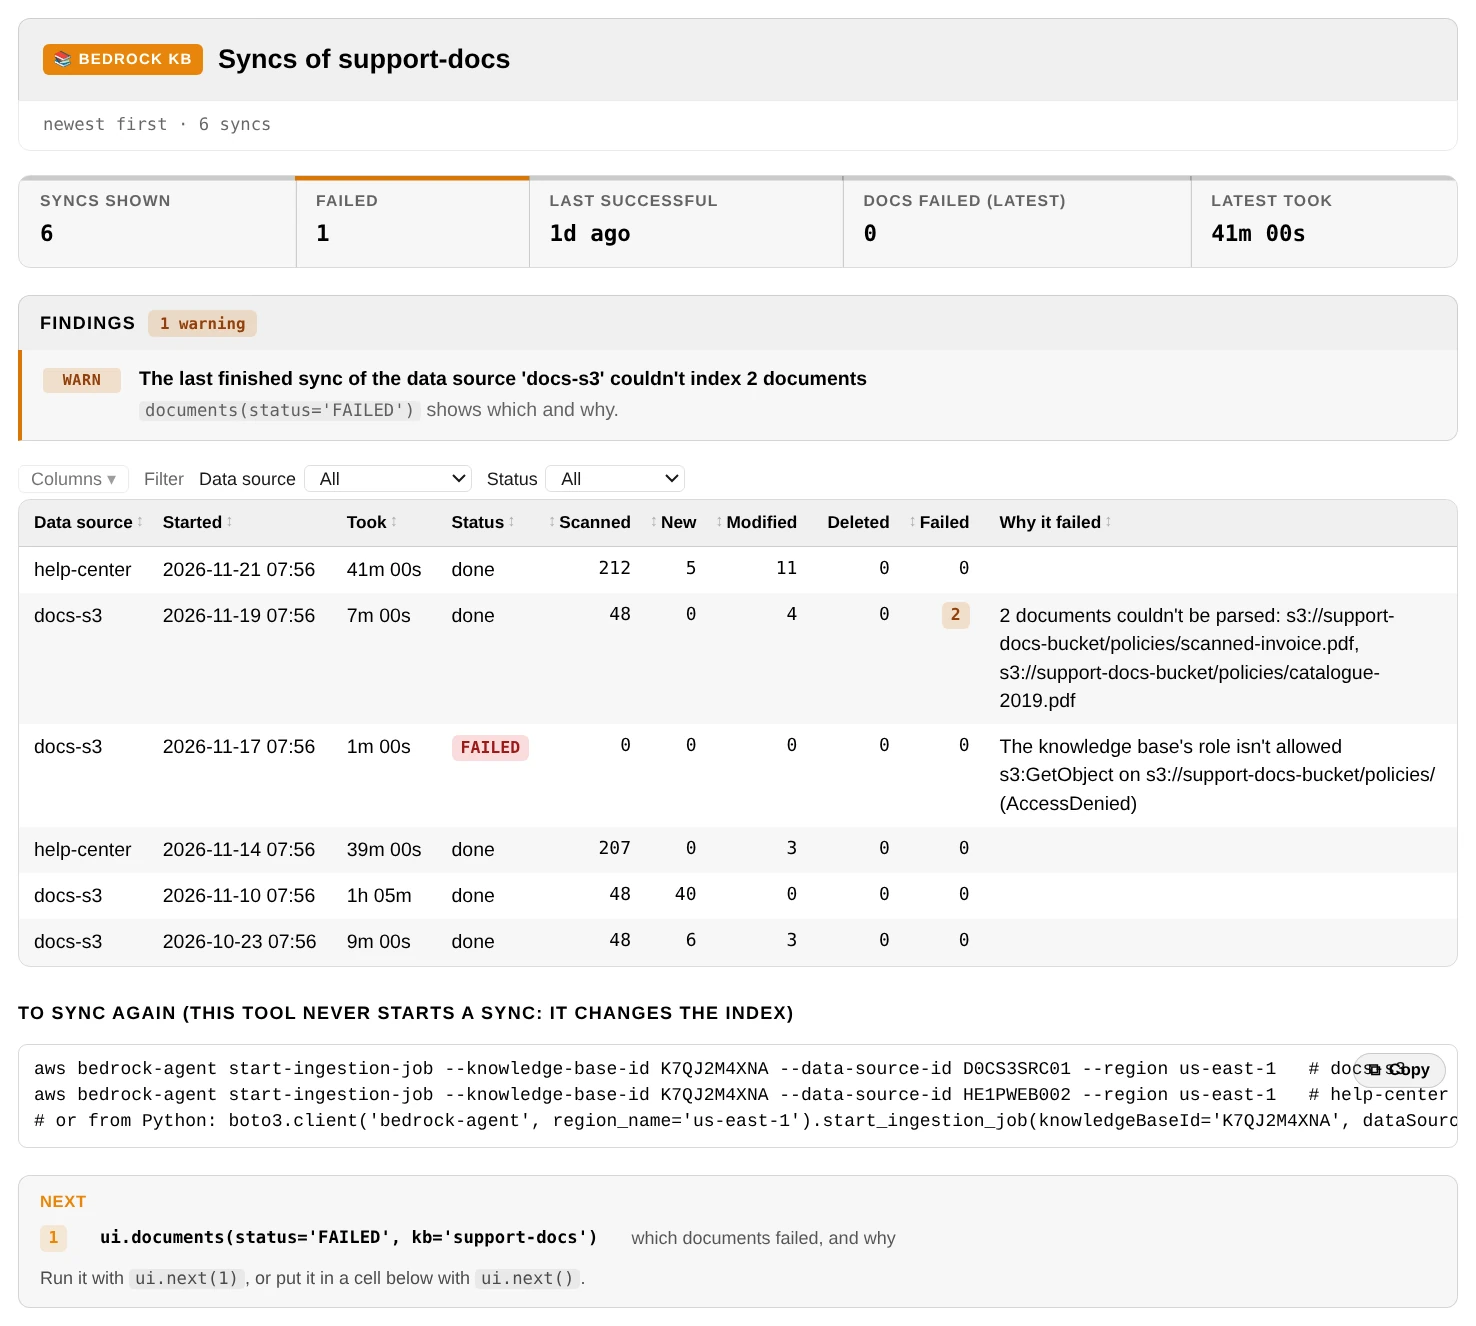 📚 BEDROCK KB Syncs of support-docs
newest first · 6 syncs
SYNCS SHOWN FAILED LAST SUCCESSFUL DOCS FAILED (LATEST) LATEST TOOK
6 1 1d ago 0 41m 00s
FINDINGS 1 warning
WARN The last finished sync of the data source 'docs-s3' couldn't index 2 documents
documents(status='FAILED') shows which and why.
Columns ▾ Filter Data source All Status All
Data source ↕ Started ↕ Took ↕ Status ↕ ↕ Scanned ↕ New ↕ Modified Deleted ↕ Failed Why it failed ↕
help-center 2026-11-21 07:56 41m 00s done 212 5 11 0 0
docs-s3 2026-11-19 07:56 7m 00s done 48 0 4 0 2 2 documents couldn't be parsed: s3://support-
docs-bucket/policies/scanned-invoice.pdf,
s3://support-docs-bucket/policies/catalogue-
2019.pdf
docs-s3 2026-11-17 07:56 1m 00s FAILED 0 0 0 0 0 The knowledge base's role isn't allowed
s3:GetObject on s3://support-docs-bucket/policies/
(AccessDenied)
help-center 2026-11-14 07:56 39m 00s done 207 0 3 0 0
docs-s3 2026-11-10 07:56 1h 05m done 48 40 0 0 0
docs-s3 2026-10-23 07:56 9m 00s done 48 6 3 0 0
TO SYNC AGAIN (THIS TOOL NEVER STARTS A SYNC: IT CHANGES THE INDEX)
aws bedrock-agent start-ingestion-job --knowledge-base-id K7QJ2M4XNA --data-source-id D0CS3SRC01 --region us-east-1 # docs-s3 Copy
aws bedrock-agent start-ingestion-job --knowledge-base-id K7QJ2M4XNA --data-source-id HE1PWEB002 --region us-east-1 # help-center
# or from Python: boto3.client('bedrock-agent', region_name='us-east-1').start_ingestion_job(knowledgeBaseId='K7QJ2M4XNA', dataSourc
NEXT
1 ui.documents(status='FAILED', kb='support-docs') which documents failed, and why
Run it with ui.next(1), or put it in a cell below with ui.next().